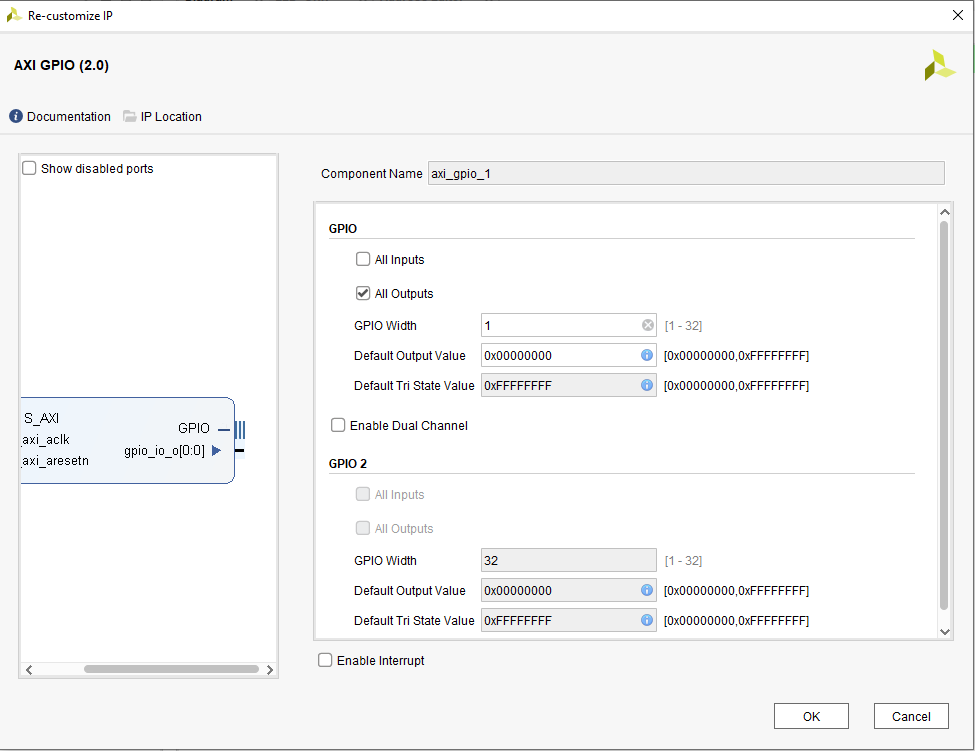 Re-customize IP
AXI GPIO (2.0)
Documentation IP Location
Show disabled ports
S_AXI
_axi_aclk
_axi_aresetn
GPIO
gpio_io_o[0:0]
Component Name axi_gpio_1
GPIO
All Inputs
All Outputs
GPIO Width 1 [1 - 32]
Default Output Value 0x00000000 [0x00000000,0xFFFFFFFF]
Default Tri State Value 0xFFFFFFFF [0x00000000,0xFFFFFFFF]
Enable Dual Channel
GPIO 2
All Inputs
All Outputs
GPIO Width 32 [1 - 32]
Default Output Value 0x00000000 [0x00000000,0xFFFFFFFF]
Default Tri State Value 0xFFFFFFFF [0x00000000,0xFFFFFFFF]
Enable Interrupt
OK Cancel